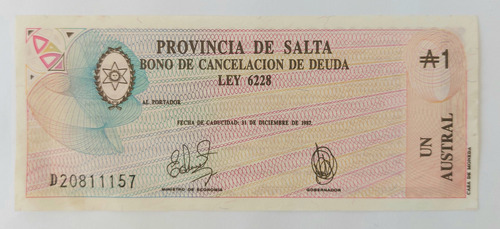 PROVINCIA DE SALTA
BONO DE CANCELACION DE DEUDA
LEY 6228
₳1
AL PORTADOR
FECHA DE CADUCIDAD: 31 DE DICIEMBRE DE 1987
UN
AUSTRAL
D20811157
MINISTRO DE ECONOMIA
GOBERNADOR
CASA DE MONEDA